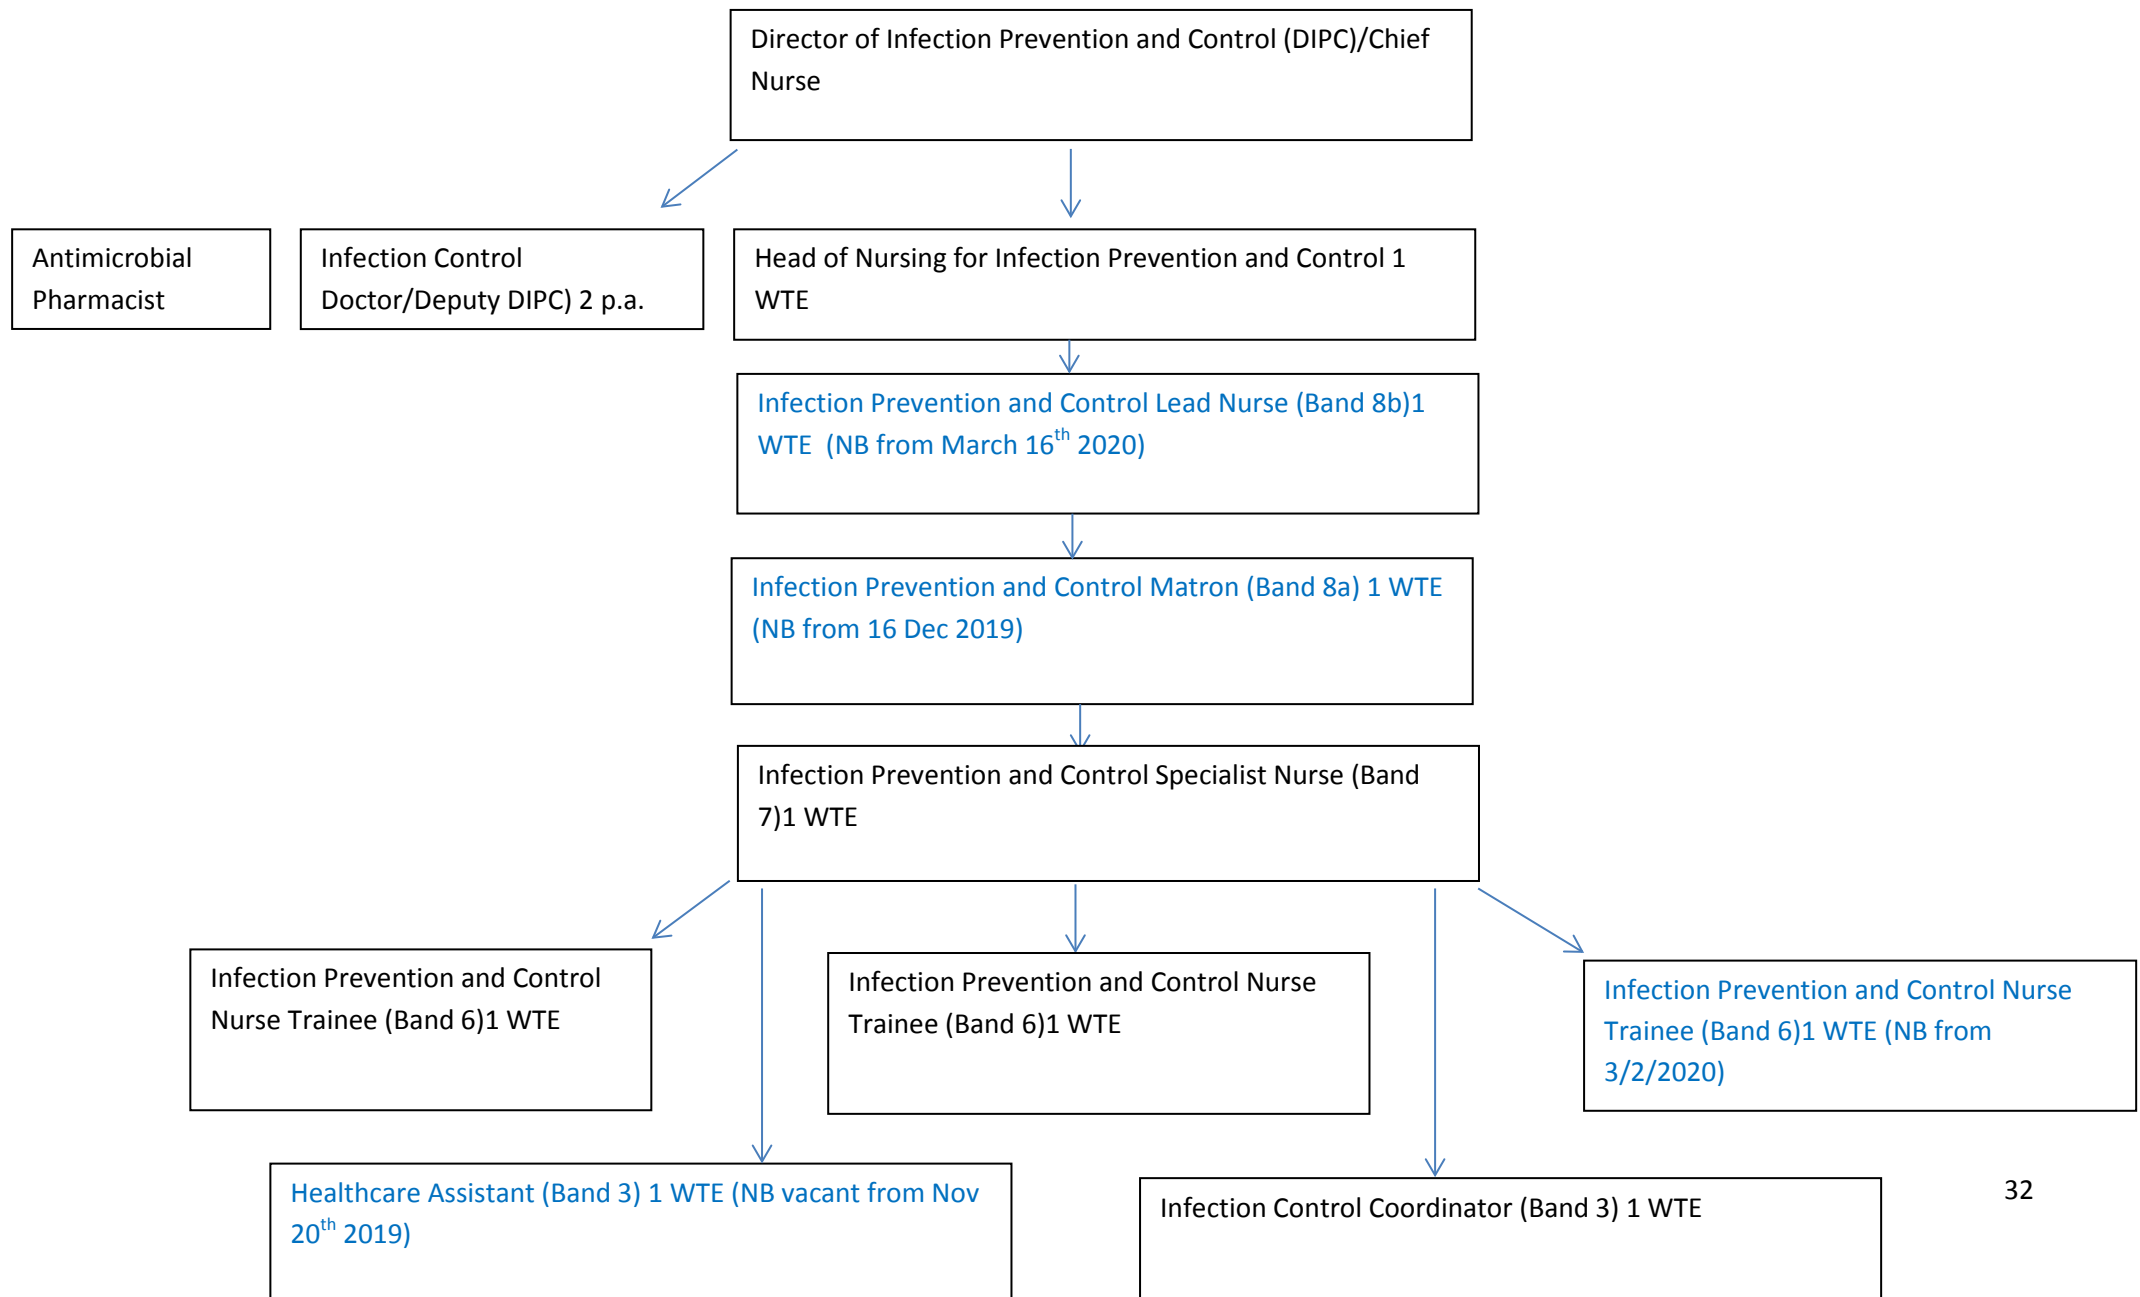 Director of Infection Prevention and Control (DIPC)/Chief
Nurse
Antimicrobial
Pharmacist
Infection Control
Doctor/Deputy DIPC) 2 p.a.
Head of Nursing for Infection Prevention and Control 1
WTE
Infection Prevention and Control Lead Nurse (Band 8b)1
WTE  (NB from March 16th 2020)
Infection Prevention and Control Matron (Band 8a) 1 WTE
(NB from 16 Dec 2019)
Infection Prevention and Control Specialist Nurse (Band
7)1 WTE
Infection Prevention and Control
Nurse Trainee (Band 6)1 WTE
Infection Prevention and Control Nurse
Trainee (Band 6)1 WTE
Infection Prevention and Control Nurse
Trainee (Band 6)1 WTE (NB from
3/2/2020)
Healthcare Assistant (Band 3) 1 WTE (NB vacant from Nov
20th 2019)
Infection Control Coordinator (Band 3) 1 WTE
32